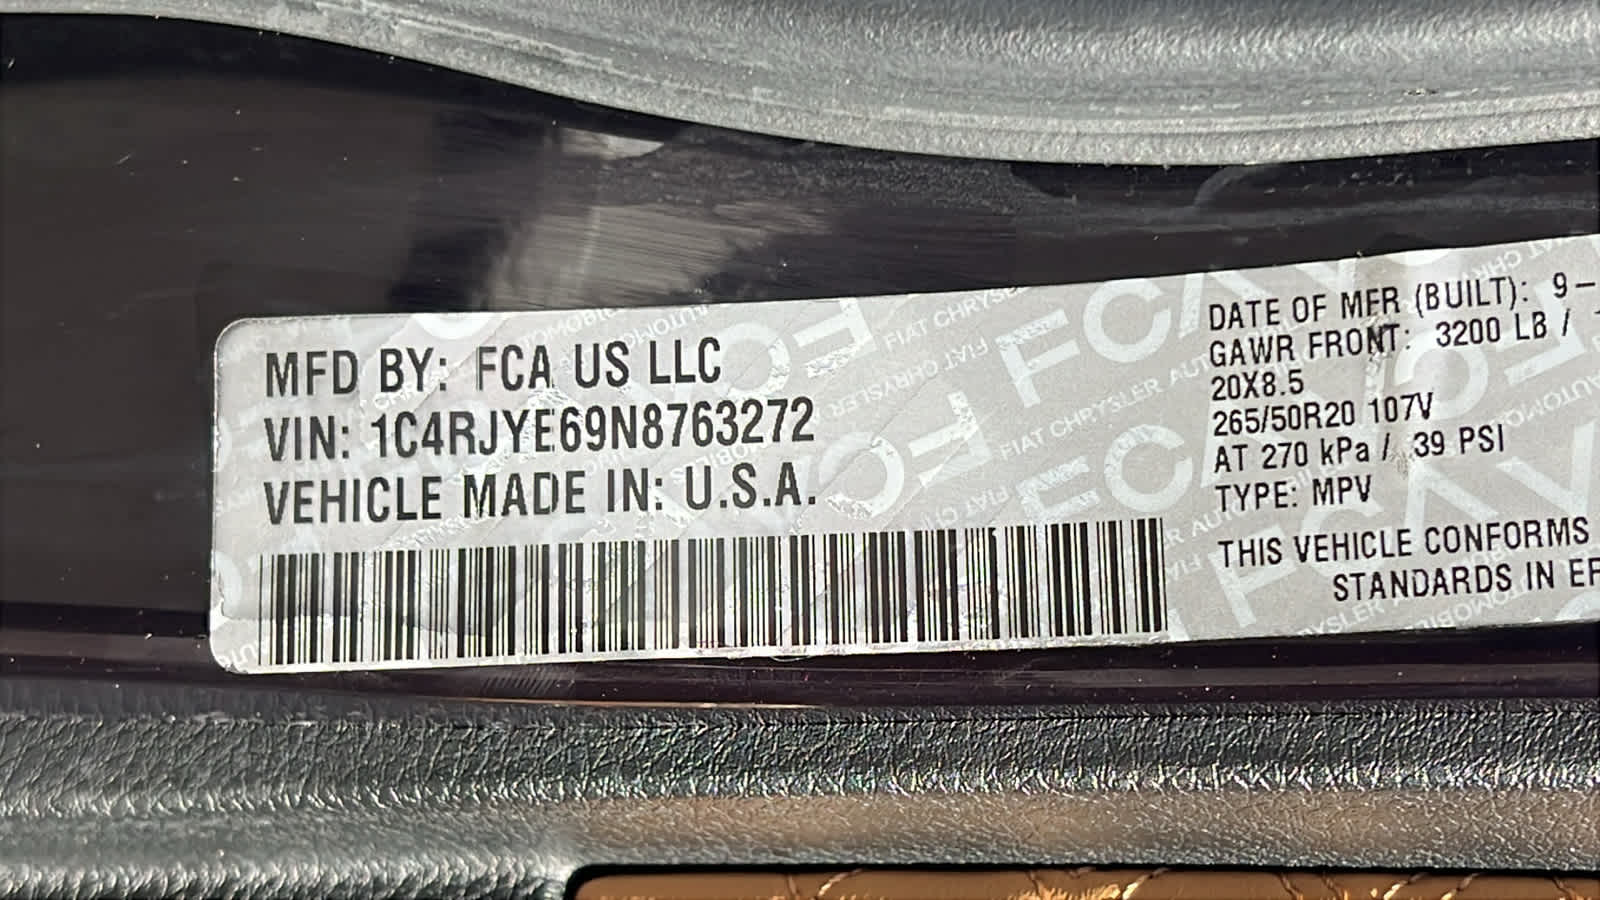 MFD BY: FCA US LLC
VIN: 1C4RJYE69N8763272
VEHICLE MADE IN: U.S.A.
DATE OF MFR (BUILT): 9-
GAWR FRONT: 3200 LB /
20X8.5
265/50R20 107V
AT 270 kPa / 39 PSI
TYPE: MPV
THIS VEHICLE CONFORMS
STANDARDS IN EF